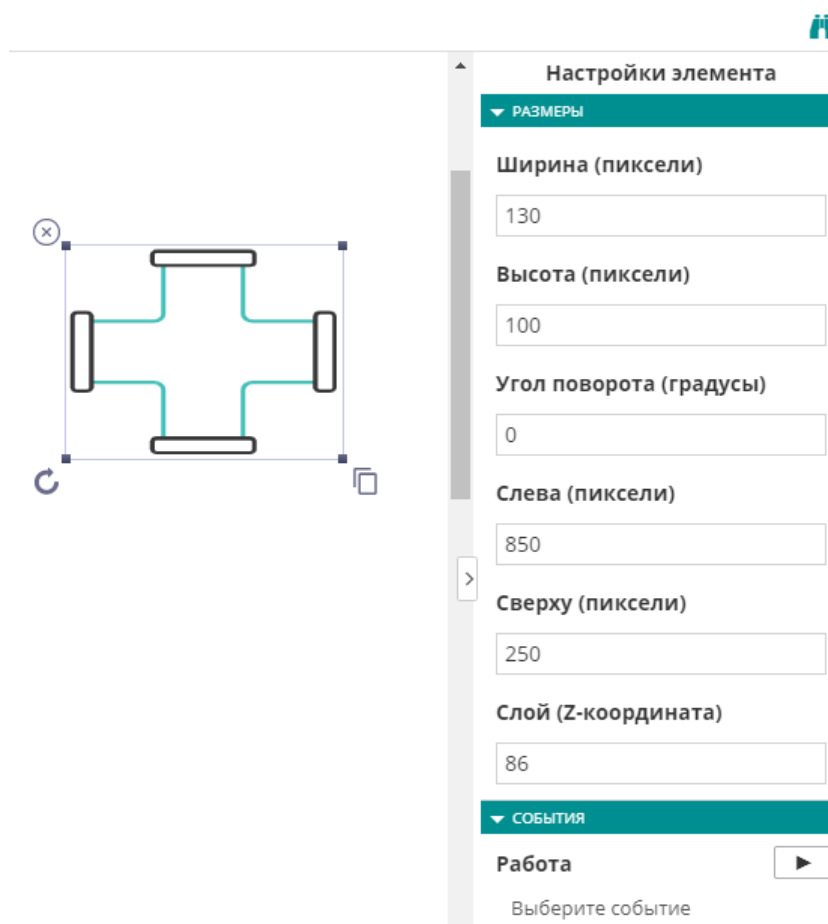 Настройки элемента
РАЗМЕРЫ
Ширина (пиксели)
130
Высота (пиксели)
100
Угол поворота (градусы)
0
Слева (пиксели)
850
Сверху (пиксели)
250
Слой (Z-координата)
86
СОБЫТИЯ
Работа
Выберите событие